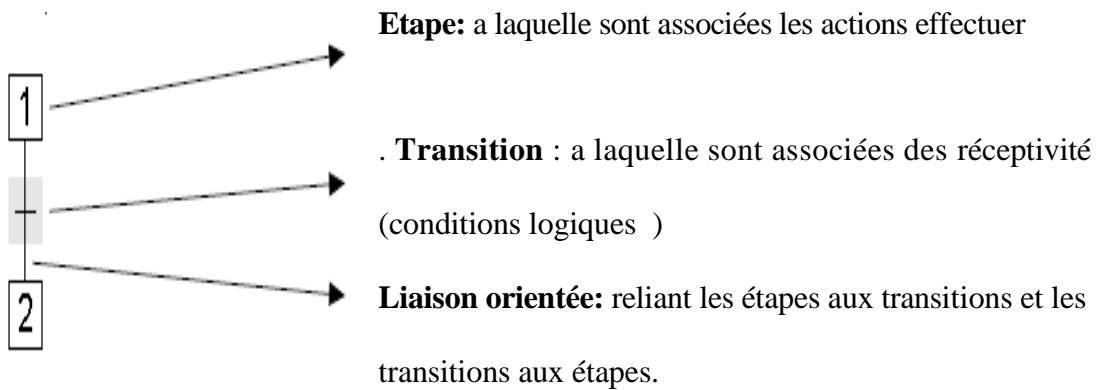 Etape: a laquelle sont associées les actions effectuer
1
. Transition : a laquelle sont associées des réceptivité
(conditions logiques )
Liaison orientée: reliant les étapes aux transitions et les
2
transitions aux étapes.